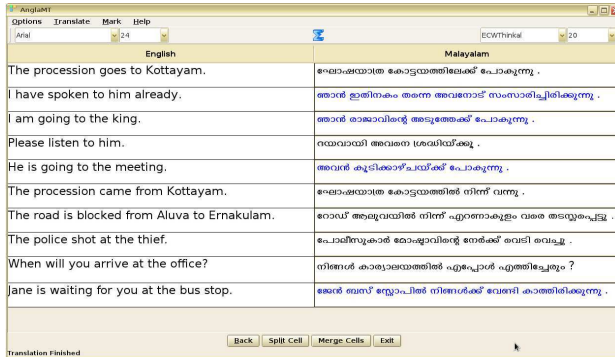 AnglaMT
Options Translate Mark Help
Arial 24 Σ ECWThinkal 20
English Malayalam
The procession goes to Kottayam. ഘോഷയാത്ര കോട്ടയത്തിലേക്ക് പോകുന്നു .
I have spoken to him already. ഞാൻ ഇതിനകം തന്നെ അവനോട് സംസാരിച്ചിരിക്കുന്നു .
I am going to the king. ഞാൻ രാജാവിന്റെ അടുത്തേക്ക് പോകുന്നു .
Please listen to him. ദയവായി അവനെ ശ്രദ്ധിയ്ക്കൂ .
He is going to the meeting. അവൻ കൂടിക്കാഴ്ചയ്ക്ക് പോകുന്നു .
The procession came from Kottayam. ഘോഷയാത്ര കോട്ടയത്തിൽ നിന്ന് വന്നു .
The road is blocked from Aluva to Ernakulam. റോഡ് ആലുവയിൽ നിന്ന് എറണാകുളം വരെ തടസ്സപ്പെട്ടു .
The police shot at the thief. പോലീസുകാർ മോഷ്ടാവിന്റെ നേർക്ക് വെടി വെച്ചു .
When will you arrive at the office? നിങ്ങൾ കാര്യാലയത്തിൽ എപ്പോൾ എത്തിച്ചേരും ?
Jane is waiting for you at the bus stop. ജേൻ ബസ് സ്റ്റോപിൽ നിങ്ങൾക്ക് വേണ്ടി കാത്തിരിക്കുന്നു .
Back Split Cell Merge Cells Exit
Translation Finished